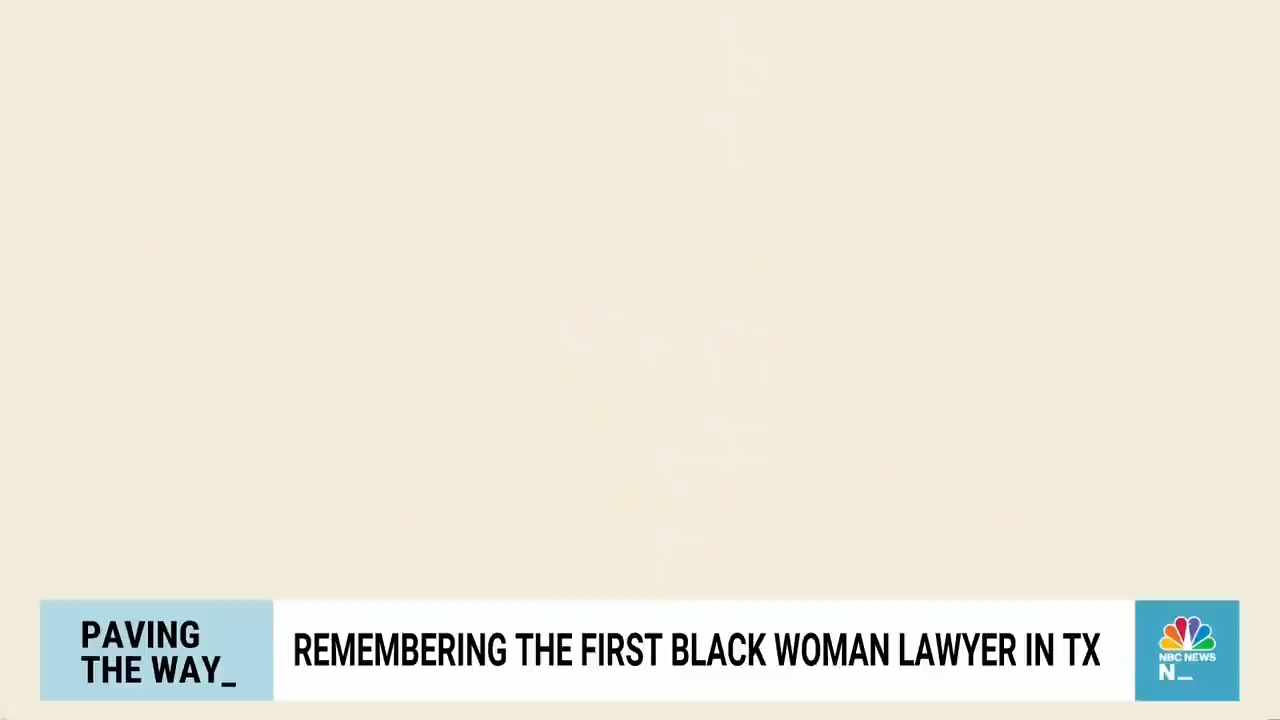 PAVING
THE WAY_
REMEMBERING THE FIRST BLACK WOMAN LAWYER IN TX
NBC NEWS
N_